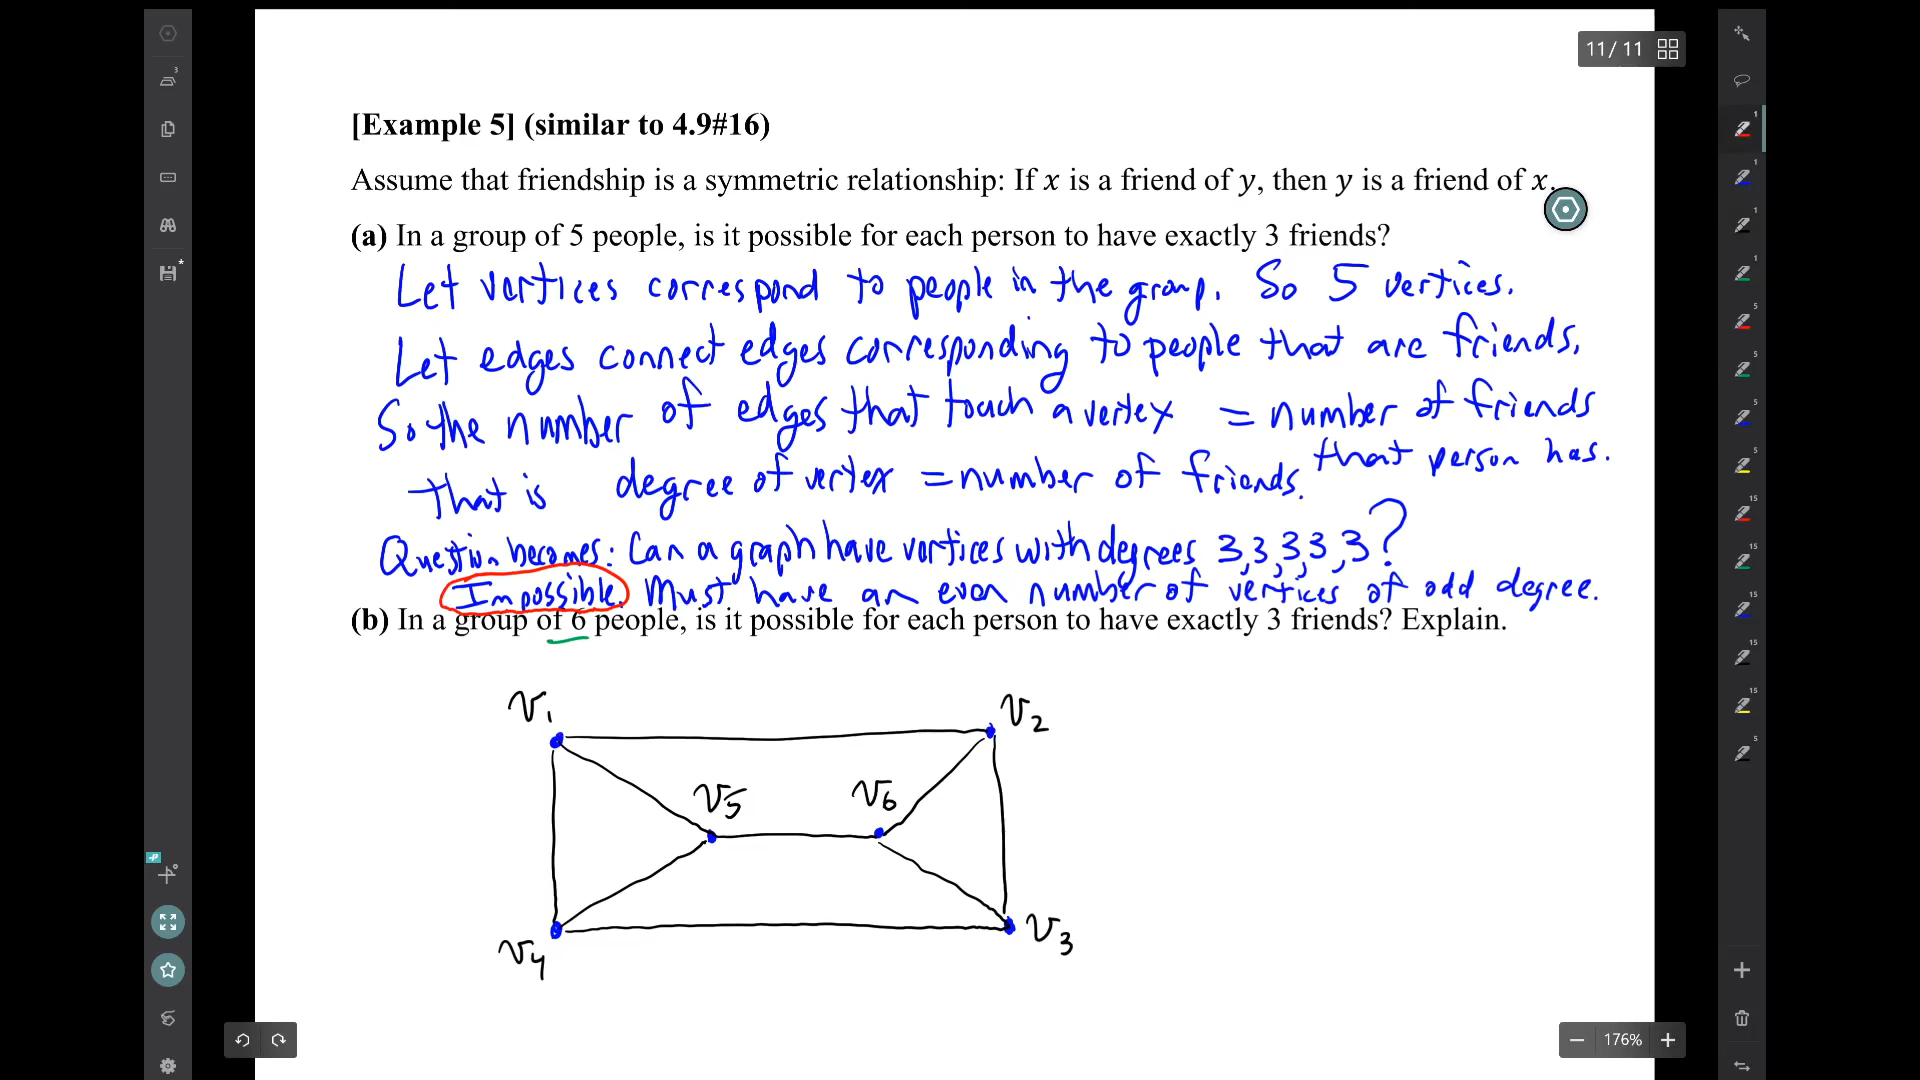 11/ 11
[Example 5] (similar to 4.9#16)
Assume that friendship is a symmetric relationship: If x is a friend of y, then y is a friend of x.
(a) In a group of 5 people, is it possible for each person to have exactly 3 friends?
Let vertices correspond to people in the group. So 5 vertices.
Let edges connect edges corresponding to people that are friends.
So the number of edges that touch a vertex = number of friends
that person has.
that is degree of vertex = number of friends.
Question becomes: Can a graph have vertices with degrees 3,3,3,3,3?
Impossible. Must have an even number of vertices of odd degree.
(b) In a group of 6 people, is it possible for each person to have exactly 3 friends? Explain.
v1
v2
v5
v6
v4
v3
176%